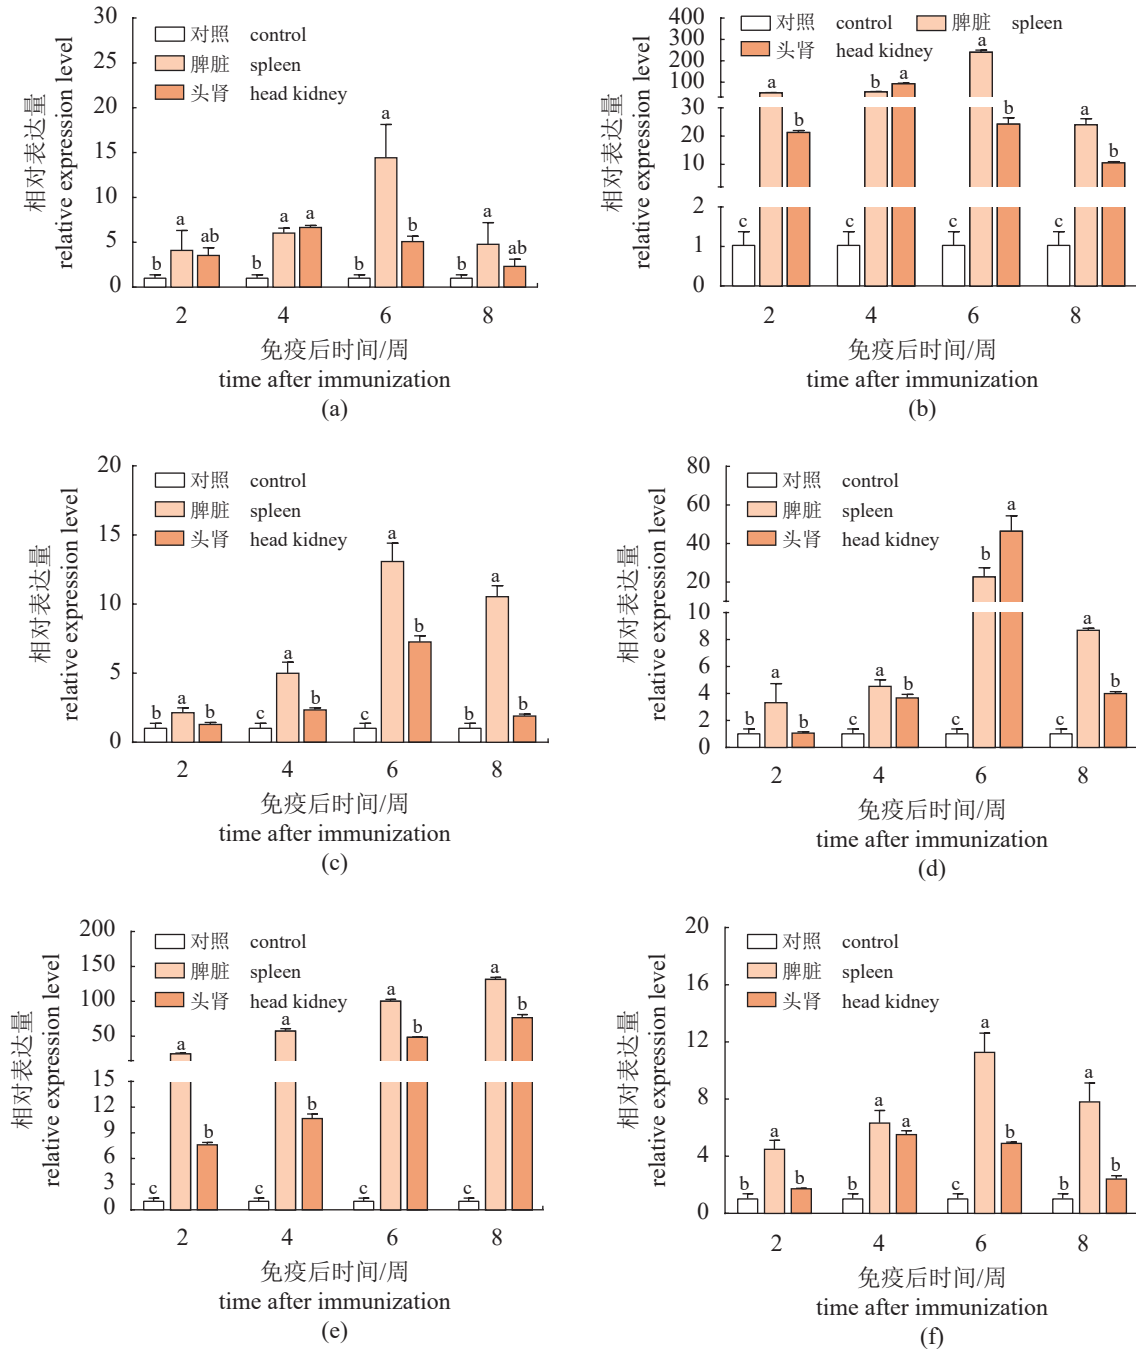 30
25
20
15
10
5
0
相对表达量
relative expression level
对照 control
脾脏 spleen
头肾 head kidney
b a ab
b a a
b a b
b a ab
2 4 6 8
免疫后时间/周
time after immunization
(a)
400
300
200
100
30
20
10
2
1
0
相对表达量
relative expression level
对照 control 脾脏 spleen
头肾 head kidney
c a b
c b a
c a b
c a b
2 4 6 8
免疫后时间/周
time after immunization
(b)
20
15
10
5
0
相对表达量
relative expression level
对照 control
脾脏 spleen
头肾 head kidney
b a b
c a b
c a b
b a b
2 4 6 8
免疫后时间/周
time after immunization
(c)
80
60
40
20
10
8
6
4
2
0
相对表达量
relative expression level
对照 control
脾脏 spleen
头肾 head kidney
b a b
c a b
c b a
c a b
2 4 6 8
免疫后时间/周
time after immunization
(d)
200
150
100
50
15
12
9
6
3
0
相对表达量
relative expression level
对照 control
脾脏 spleen
头肾 head kidney
c a b
c a b
c a b
c a b
2 4 6 8
免疫后时间/周
time after immunization
(e)
20
16
12
8
4
0
相对表达量
relative expression level
对照 control
脾脏 spleen
头肾 head kidney
b a b
b a a
c a b
b a b
2 4 6 8
免疫后时间/周
time after immunization
(f)